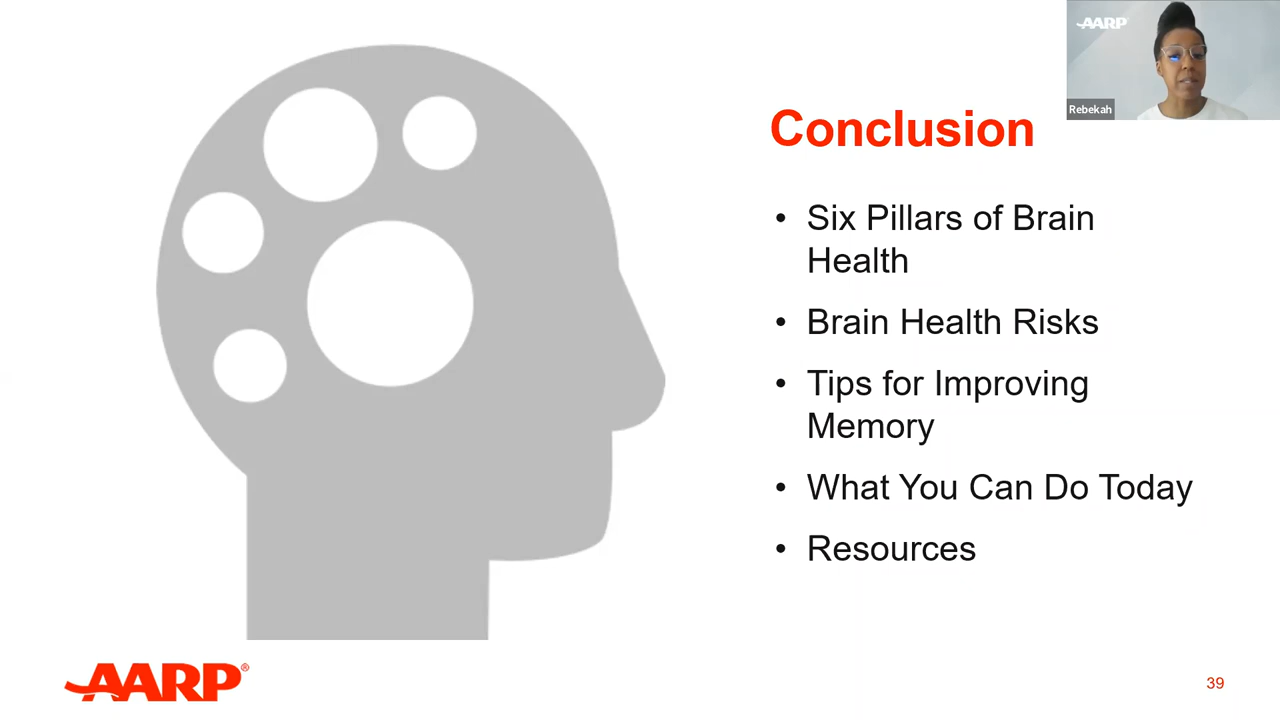 AARP
Rebekah
Conclusion
• Six Pillars of Brain
Health
• Brain Health Risks
• Tips for Improving
Memory
• What You Can Do Today
• Resources
AARP®
39